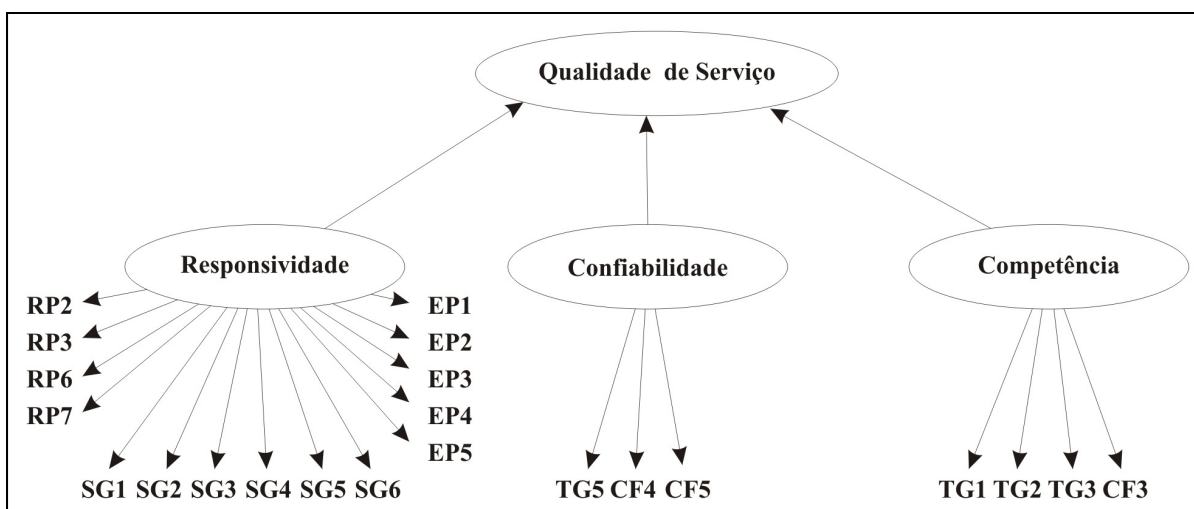 Qualidade de Serviço
Responsividade
Confiabilidade
Competência
RP2
RP3
RP6
RP7
EP1
EP2
EP3
EP4
EP5
SG1 SG2 SG3 SG4 SG5 SG6
TG5 CF4 CF5
TG1 TG2 TG3 CF3